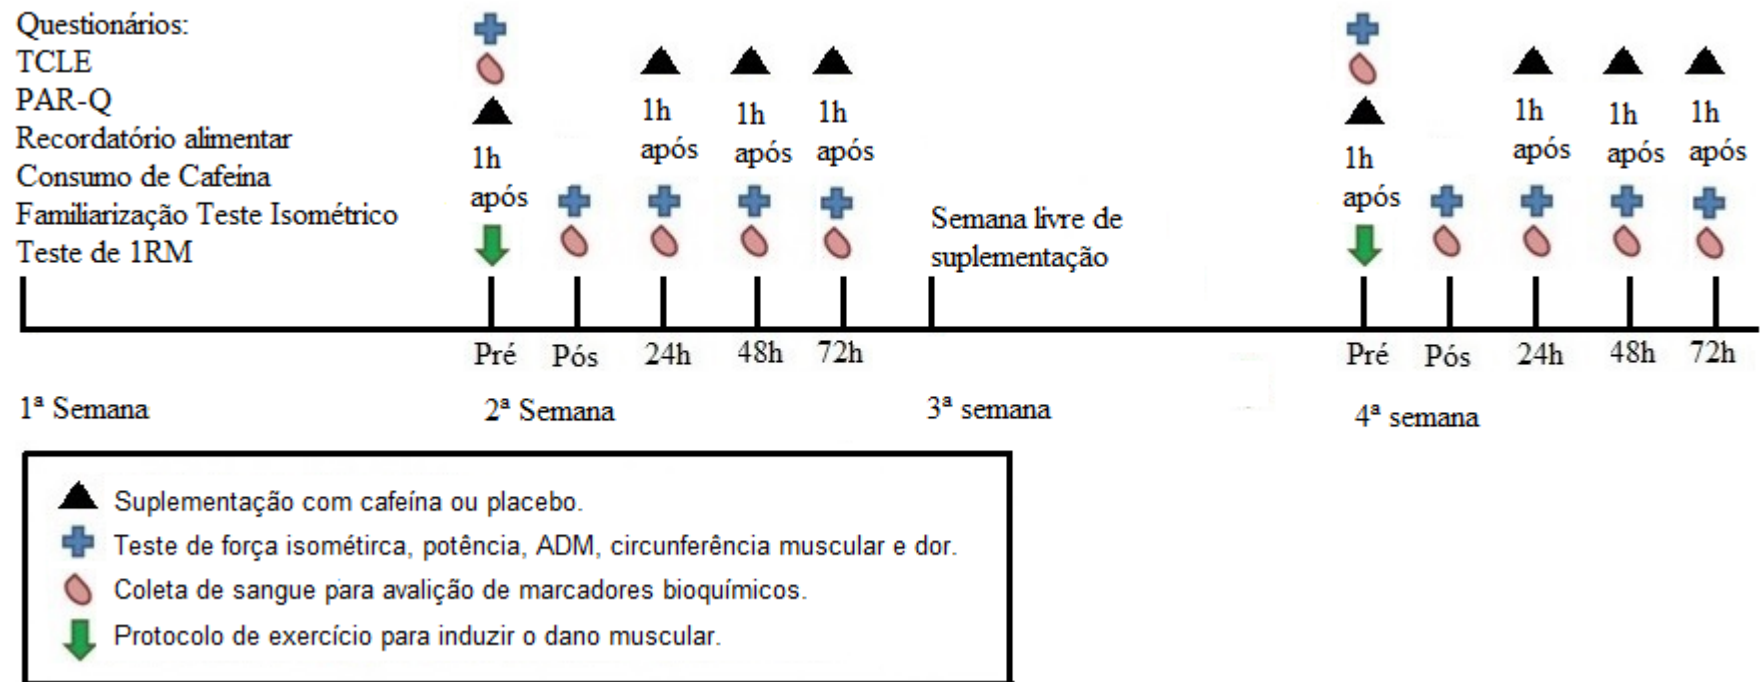 Questionários:
TCLE
PAR-Q
Recordatório alimentar
Consumo de Cafeína
Familiarização Teste Isométrico
Teste de 1RM
1h
após
1h
após
1h
após
1h
após
Semana livre de
suplementação
1h
após
1h
após
1h
após
1h
após
Pré
Pós
24h
48h
72h
Pré
Pós
24h
48h
72h
1ª Semana
2ª Semana
3ª semana
4ª semana
Suplementação com cafeína ou placebo.
Teste de força isométirca, potência, ADM, circunferência muscular e dor.
Coleta de sangue para avalição de marcadores bioquímicos.
Protocolo de exercício para induzir o dano muscular.